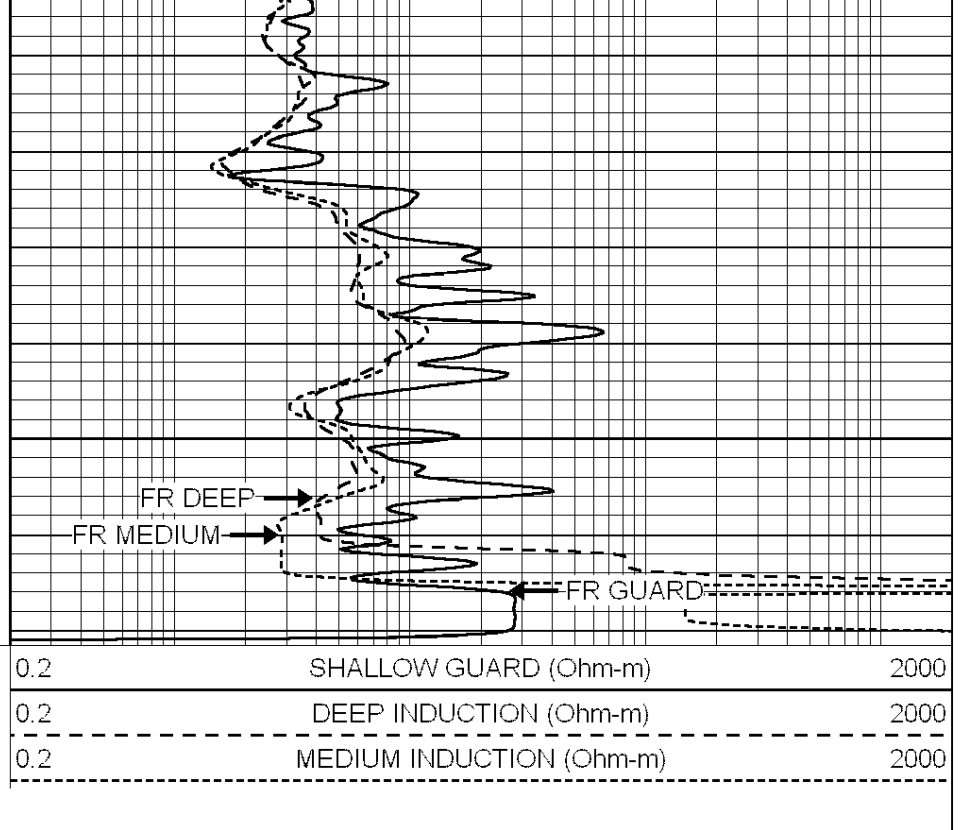 FR DEEP
FR MEDIUM
FR GUARD
0.2 SHALLOW GUARD (Ohm-m) 2000
0.2 DEEP INDUCTION (Ohm-m) 2000
0.2 MEDIUM INDUCTION (Ohm-m) 2000